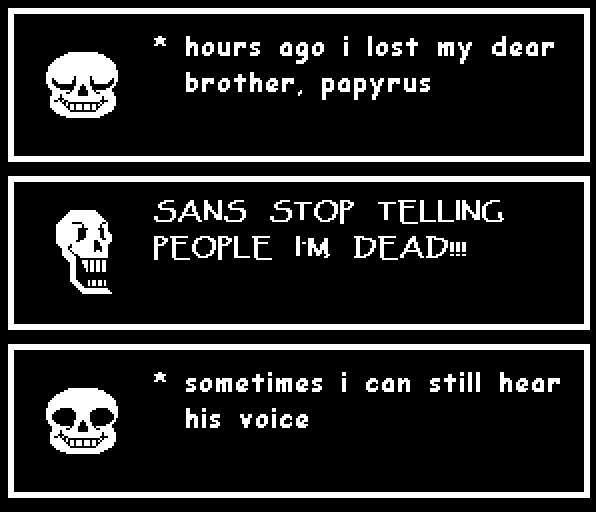 * hours ago i lost my dear
brother, papyrus
SANS STOP TELLING
PEOPLE I'M DEAD!!!
* sometimes i can still hear
his voice